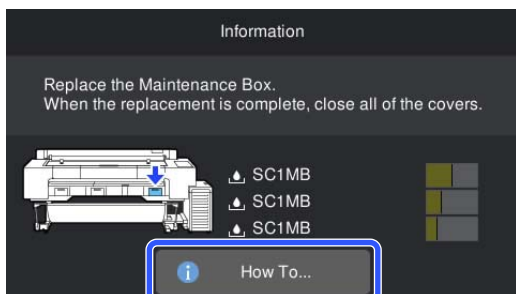 Information
Replace the Maintenance Box.
When the replacement is complete, close all of the covers.
SC1MB
SC1MB
SC1MB
How To...